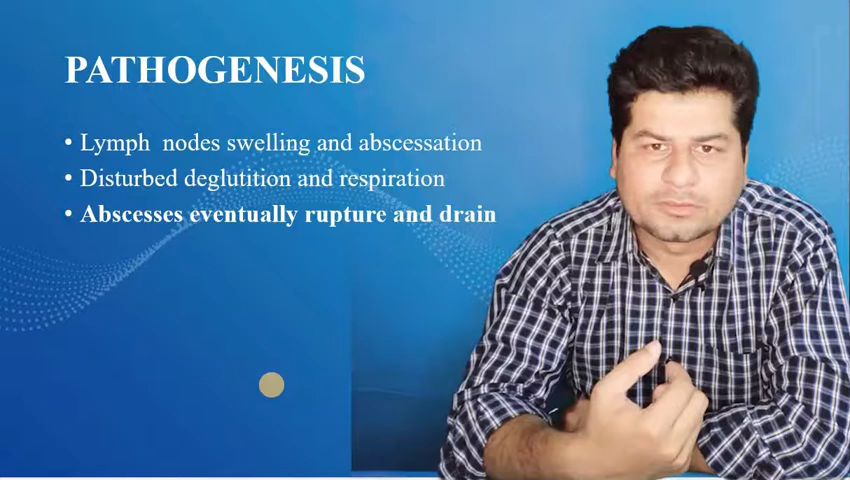 PATHOGENESIS
• Lymph nodes swelling and abscessation
• Disturbed deglutition and respiration
• Abscesses eventually rupture and drain